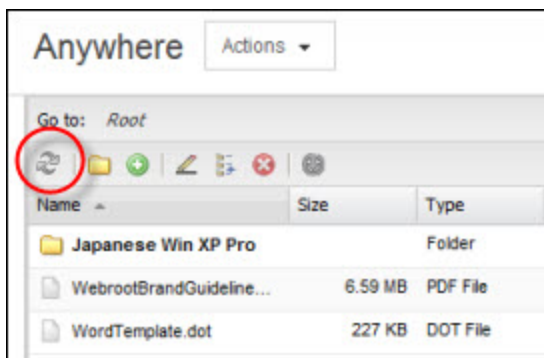 Anywhere Actions
Go to: Root
Name Size Type
Japanese Win XP Pro Folder
WebrootBrandGuideline... 6.59 MB PDF File
WordTemplate.dot 227 KB DOT File